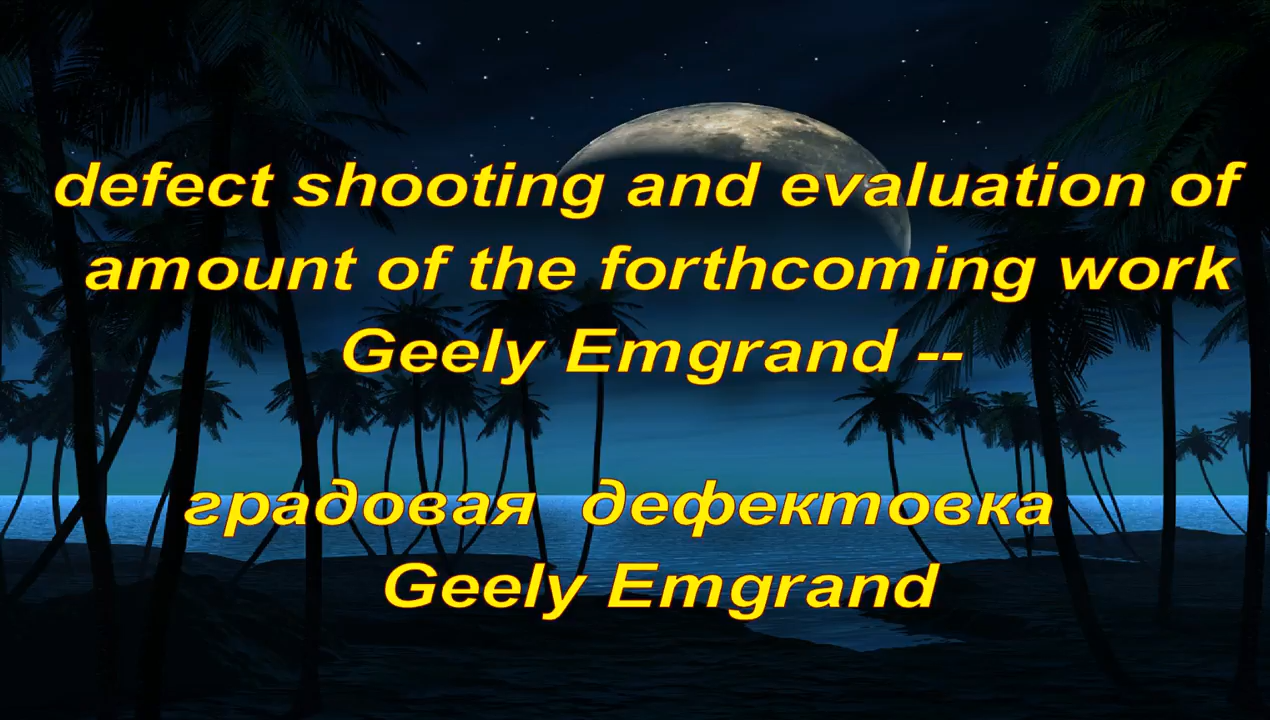 defect shooting and evaluation of
amount of the forthcoming work
Geely Emgrand --
градовая дефектовка
Geely Emgrand